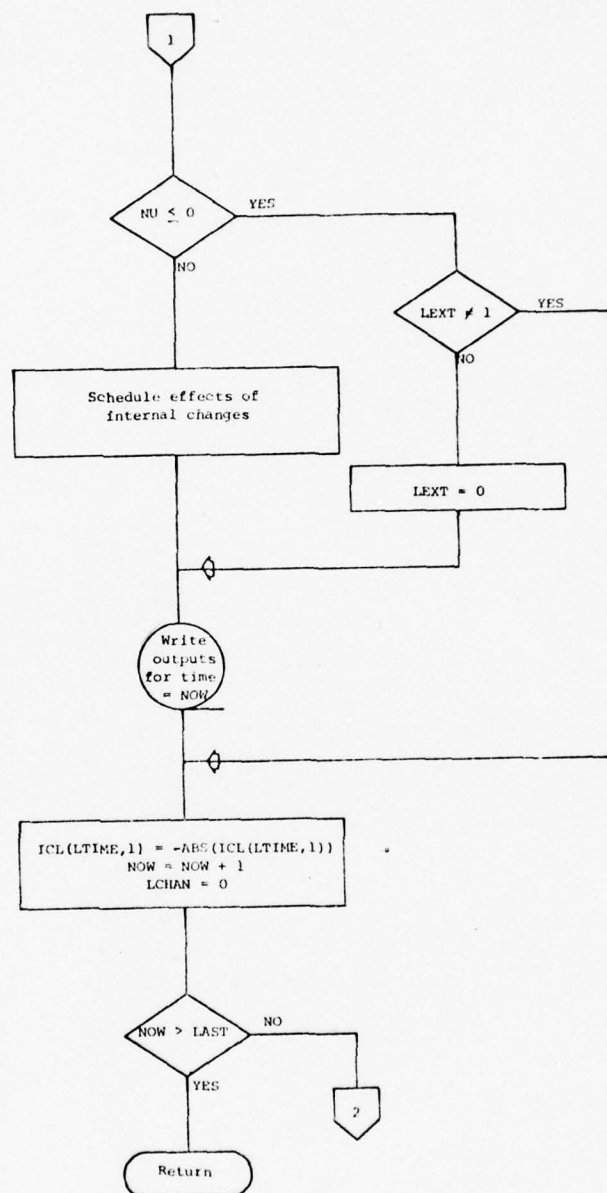 1
NU ≤ 0
YES
NO
LEXT ≠ 1
YES
NO
Schedule effects of
internal changes
LEXT = 0
Write
outputs
for time
= NOW
ICL(LTIME,1) = -ABS(ICL(LTIME,1))
NOW = NOW + 1
LCHAN = 0
NOW > LAST
NO
YES
2
Return